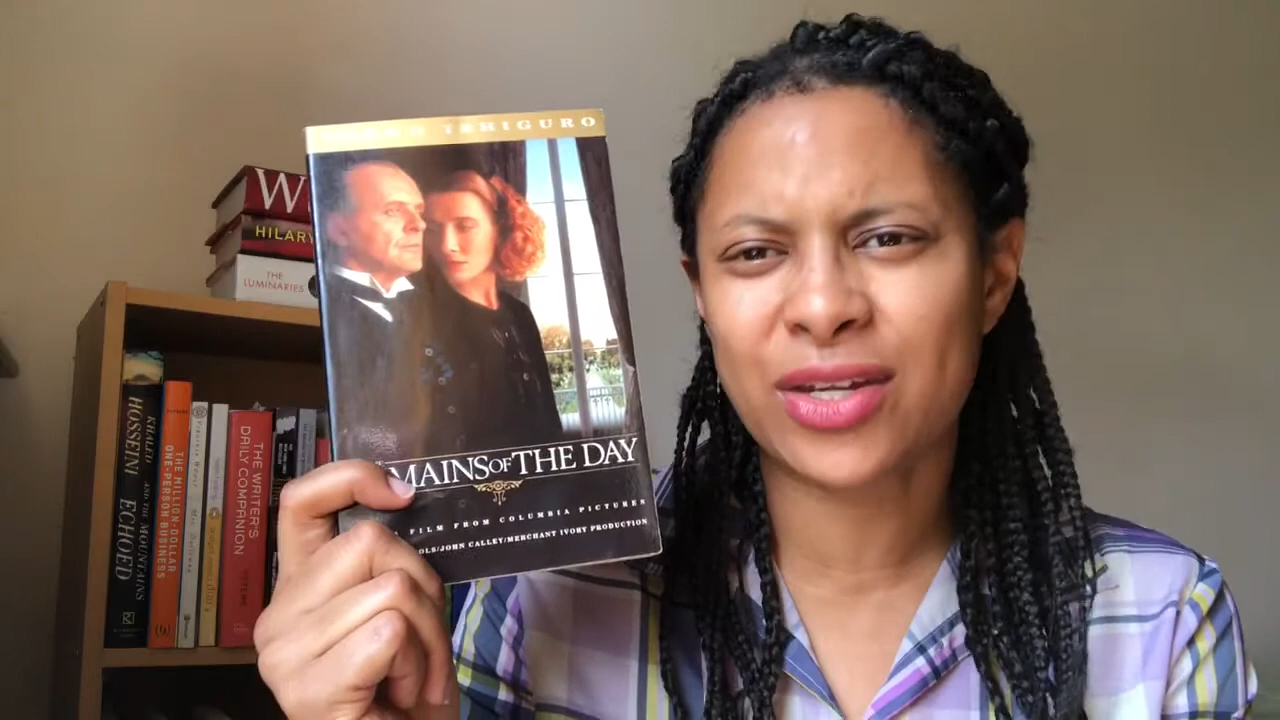 ISHIGURO
MAINS OF THE DAY
FILM FROM COLUMBIA PICTURES
OLS/JOHN CALLEY/MERCHANT IVORY PRODUCTION
W
HILARY
THE
LUMINARIES
KHALED
HOSSEINI
AND THE MOUNTAINS
ECHOED
THE MILLION-DOLLAR
ONE-PERSON BUSINESS
THE WRITER'S
DAILY COMPANION